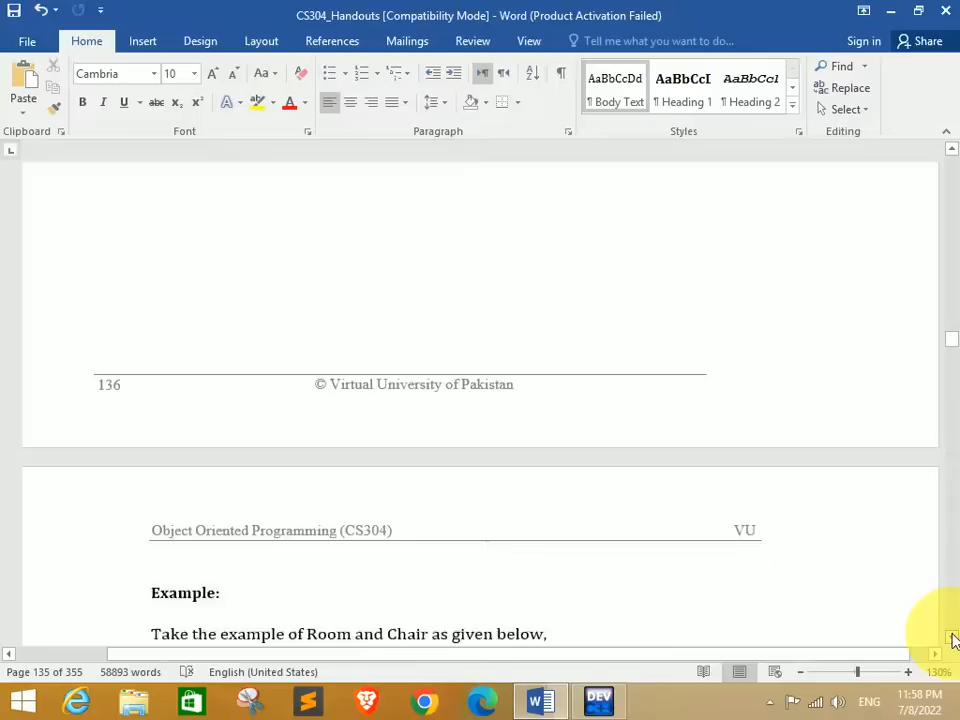 CS304_Handouts [Compatibility Mode] - Word (Product Activation Failed)
File Home Insert Design Layout References Mailings Review View Tell me what you want to do... Sign in Share
Paste
Clipboard
Cambria 10
Font
Paragraph
AaBbCcDd AaBbCcI AaBbCcl
¶ Body Text ¶ Heading 1 ¶ Heading 2
Styles
Find
Replace
Select
Editing
136 © Virtual University of Pakistan
Object Oriented Programming (CS304) VU
Example:
Take the example of Room and Chair as given below,
Page 135 of 355 58893 words English (United States) 130%
DEV
ENG
11:58 PM
7/8/2022